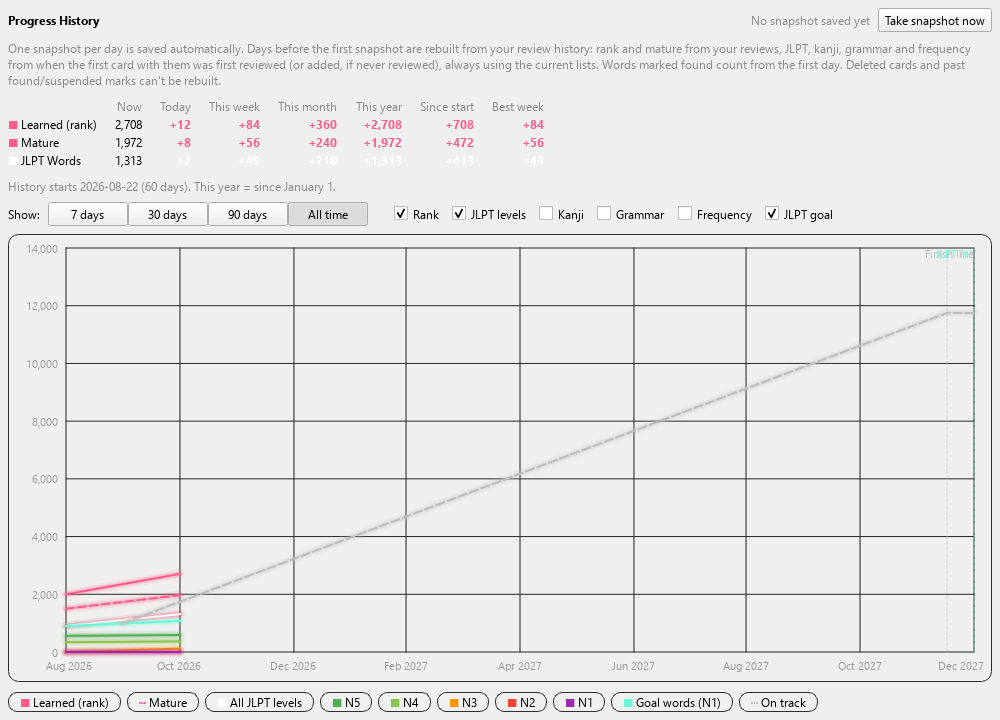 Progress History
No snapshot saved yet
Take snapshot now
One snapshot per day is saved automatically. Days before the first snapshot are rebuilt from your review history: rank and mature from your reviews, JLPT, kanji, grammar and frequency
from when the first card with them was first reviewed (or added, if never reviewed), always using the current lists. Words marked found count from the first day. Deleted cards and past
found/suspended marks can't be rebuilt.
Now Today This week This month This year Since start Best week
Learned (rank) 2,708 +12 +84 +360 +2,708 +708 +84
Mature 1,972 +8 +56 +240 +1,972 +472 +56
JLPT Words 1,313 +7 +49 +210 +1,313 +413 +49
History starts 2026-08-22 (60 days). This year = since January 1.
Show: 7 days 30 days 90 days All time Rank JLPT levels Kanji Grammar Frequency JLPT goal
14,000
12,000
10,000
8,000
6,000
4,000
2,000
0
Aug 2026 Oct 2026 Dec 2026 Feb 2027 Apr 2027 Jun 2027 Aug 2027 Oct 2027 Dec 2027
Learned (rank) Mature All JLPT levels N5 N4 N3 N2 N1 Goal words (N1) On track